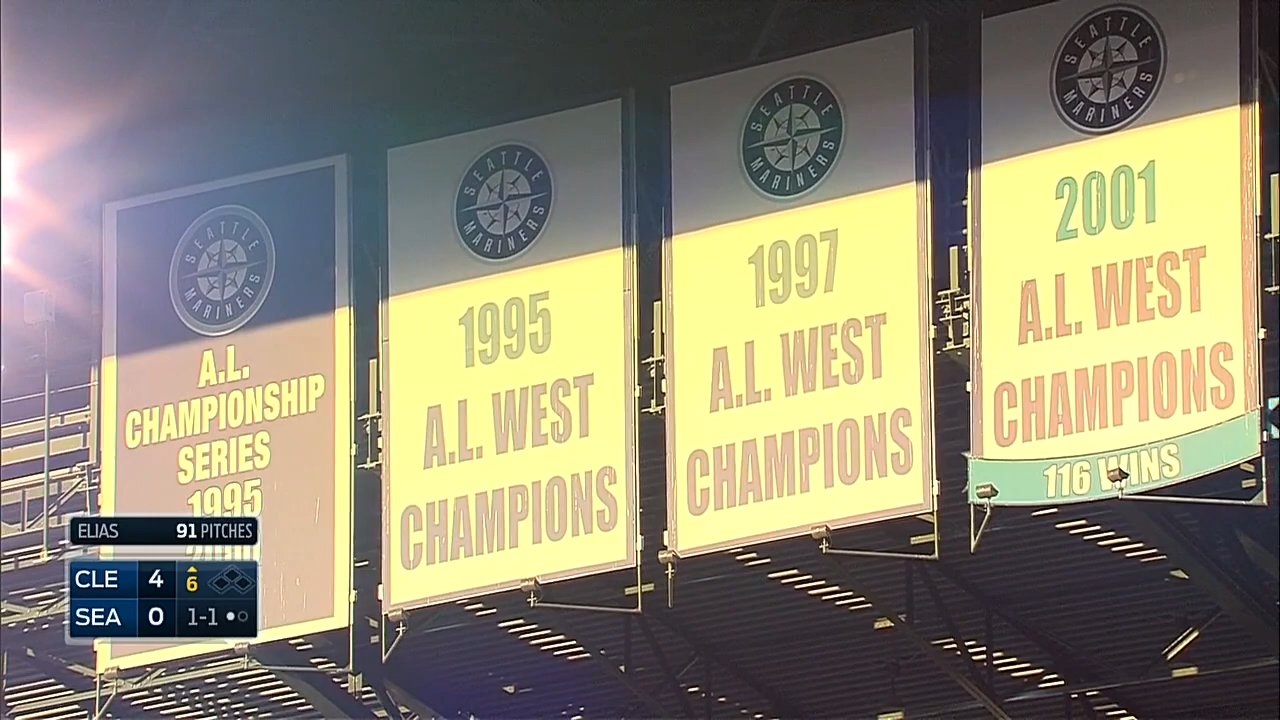 SEATTLE
MARINERS
A.L.
CHAMPIONSHIP
SERIES
1995
SEATTLE
MARINERS
1995
A.L. WEST
CHAMPIONS
SEATTLE
MARINERS
1997
A.L. WEST
CHAMPIONS
SEATTLE
MARINERS
2001
A.L. WEST
CHAMPIONS
116 WINS
ELIAS 91 PITCHES
CLE 4 6
SEA 0 1-1